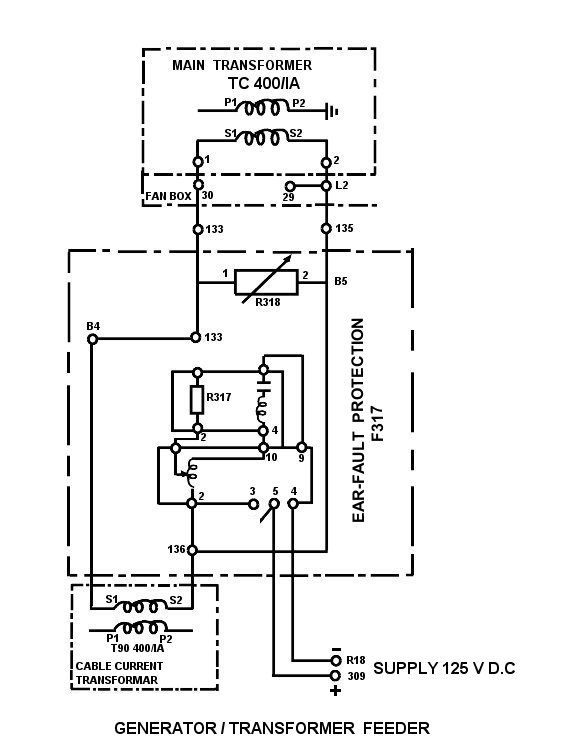 MAIN TRANSFORMER
TC 400/IA
P1 P2
S1 S2
1 2
FAN BOX 30 29 L2
133 135
1 2 B5
R318
B4
133
R317
2 4
10 9
2 3 5 4
136
EAR-FAULT PROTECTION
F317
S1 S2
P1 P2
T90 400/IA
CABLE CURRENT
TRANSFORMAR
− R18
309
+
SUPPLY 125 V D.C
GENERATOR / TRANSFORMER FEEDER